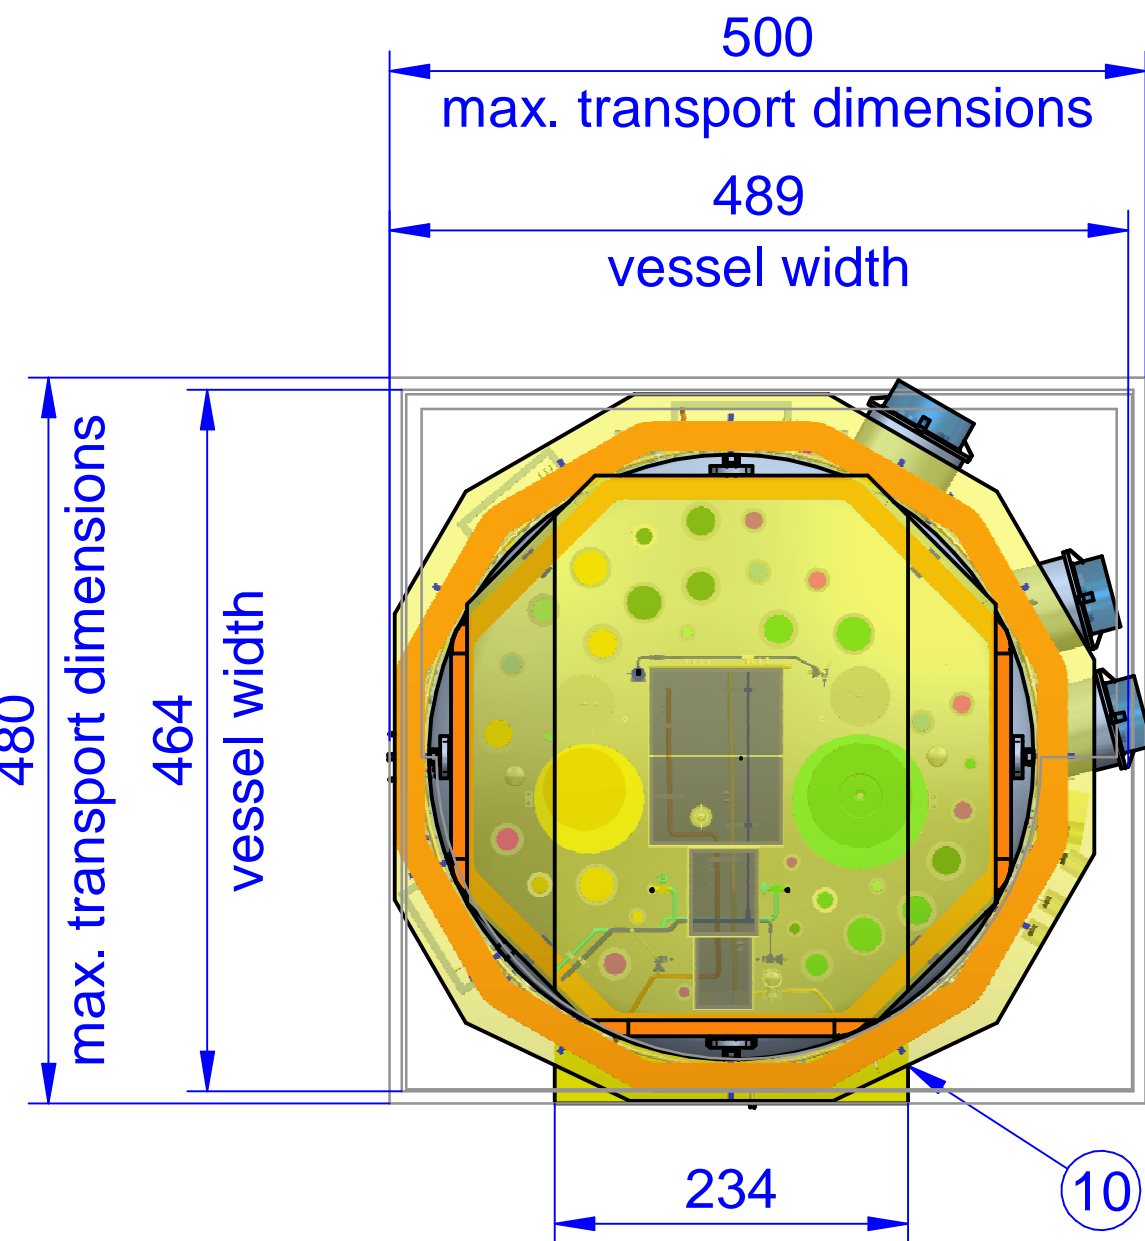 500
max. transport dimensions
489
vessel width
480
max. transport dimensions
464
vessel width
234
10